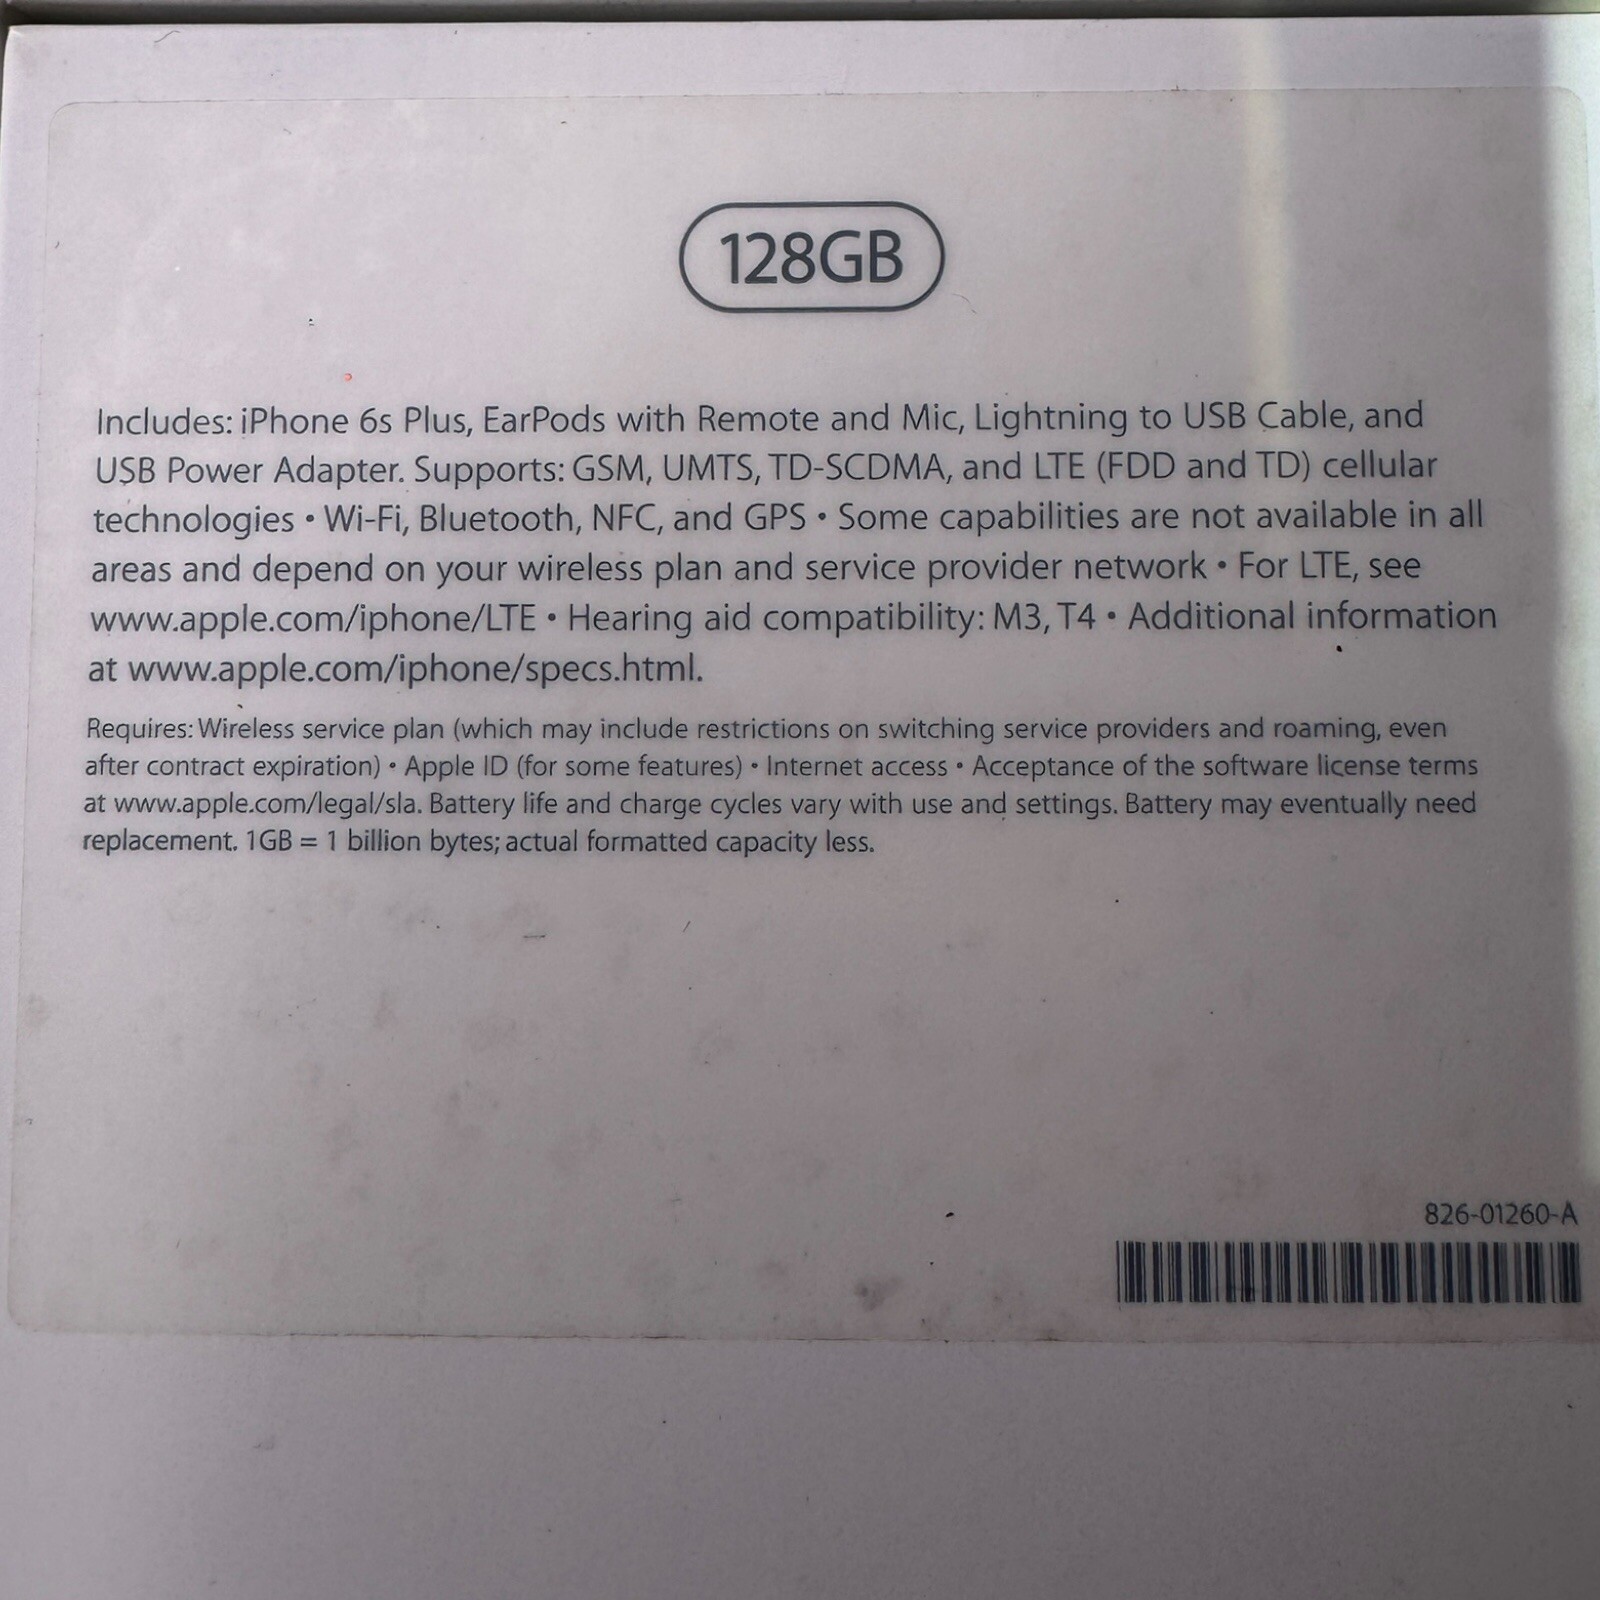 128GB
Includes: iPhone 6s Plus, EarPods with Remote and Mic, Lightning to USB Cable, and
USB Power Adapter. Supports: GSM, UMTS, TD-SCDMA, and LTE (FDD and TD) cellular
technologies • Wi-Fi, Bluetooth, NFC, and GPS • Some capabilities are not available in all
areas and depend on your wireless plan and service provider network • For LTE, see
www.apple.com/iphone/LTE • Hearing aid compatibility: M3, T4 • Additional information
at www.apple.com/iphone/specs.html.
Requires: Wireless service plan (which may include restrictions on switching service providers and roaming, even
after contract expiration) • Apple ID (for some features) • Internet access • Acceptance of the software license terms
at www.apple.com/legal/sla. Battery life and charge cycles vary with use and settings. Battery may eventually need
replacement. 1GB = 1 billion bytes; actual formatted capacity less.
826-01260-A